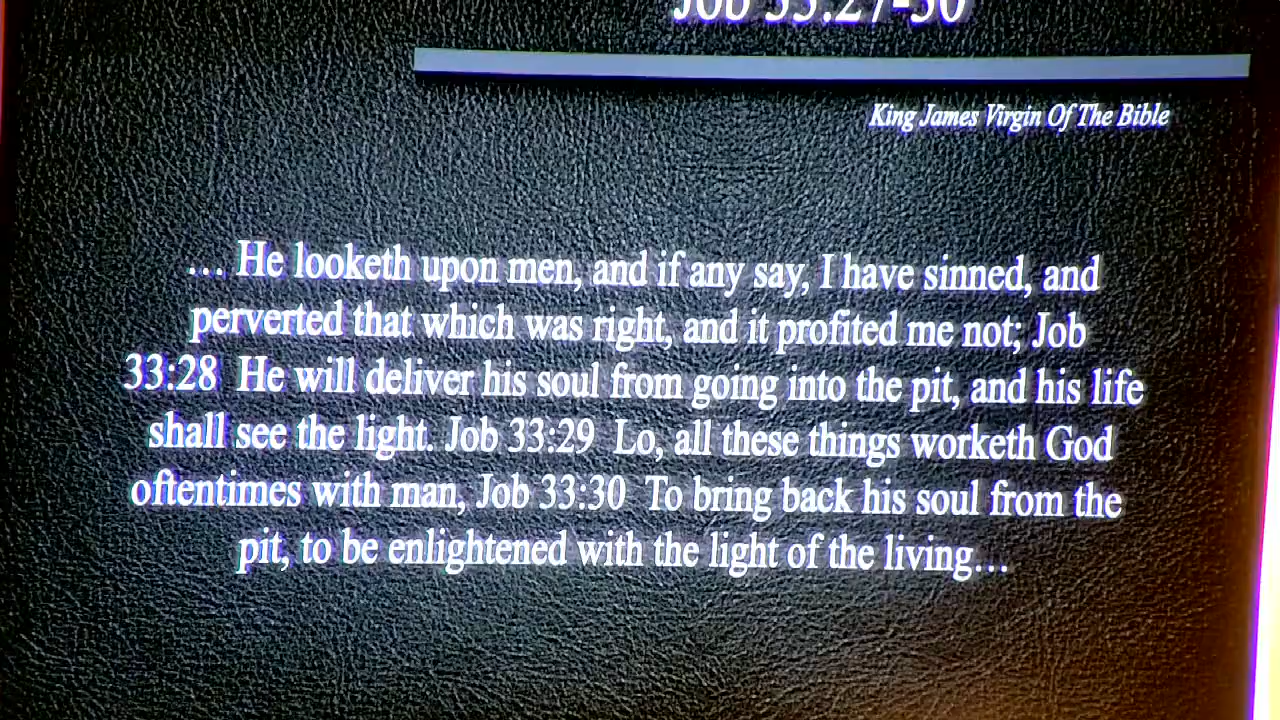 Job 33:27-30
King James Virgin Of The Bible
… He looketh upon men, and if any say, I have sinned, and
perverted that which was right, and it profited me not; Job
33:28 He will deliver his soul from going into the pit, and his life
shall see the light. Job 33:29 Lo, all these things worketh God
oftentimes with man, Job 33:30 To bring back his soul from the
pit, to be enlightened with the light of the living…